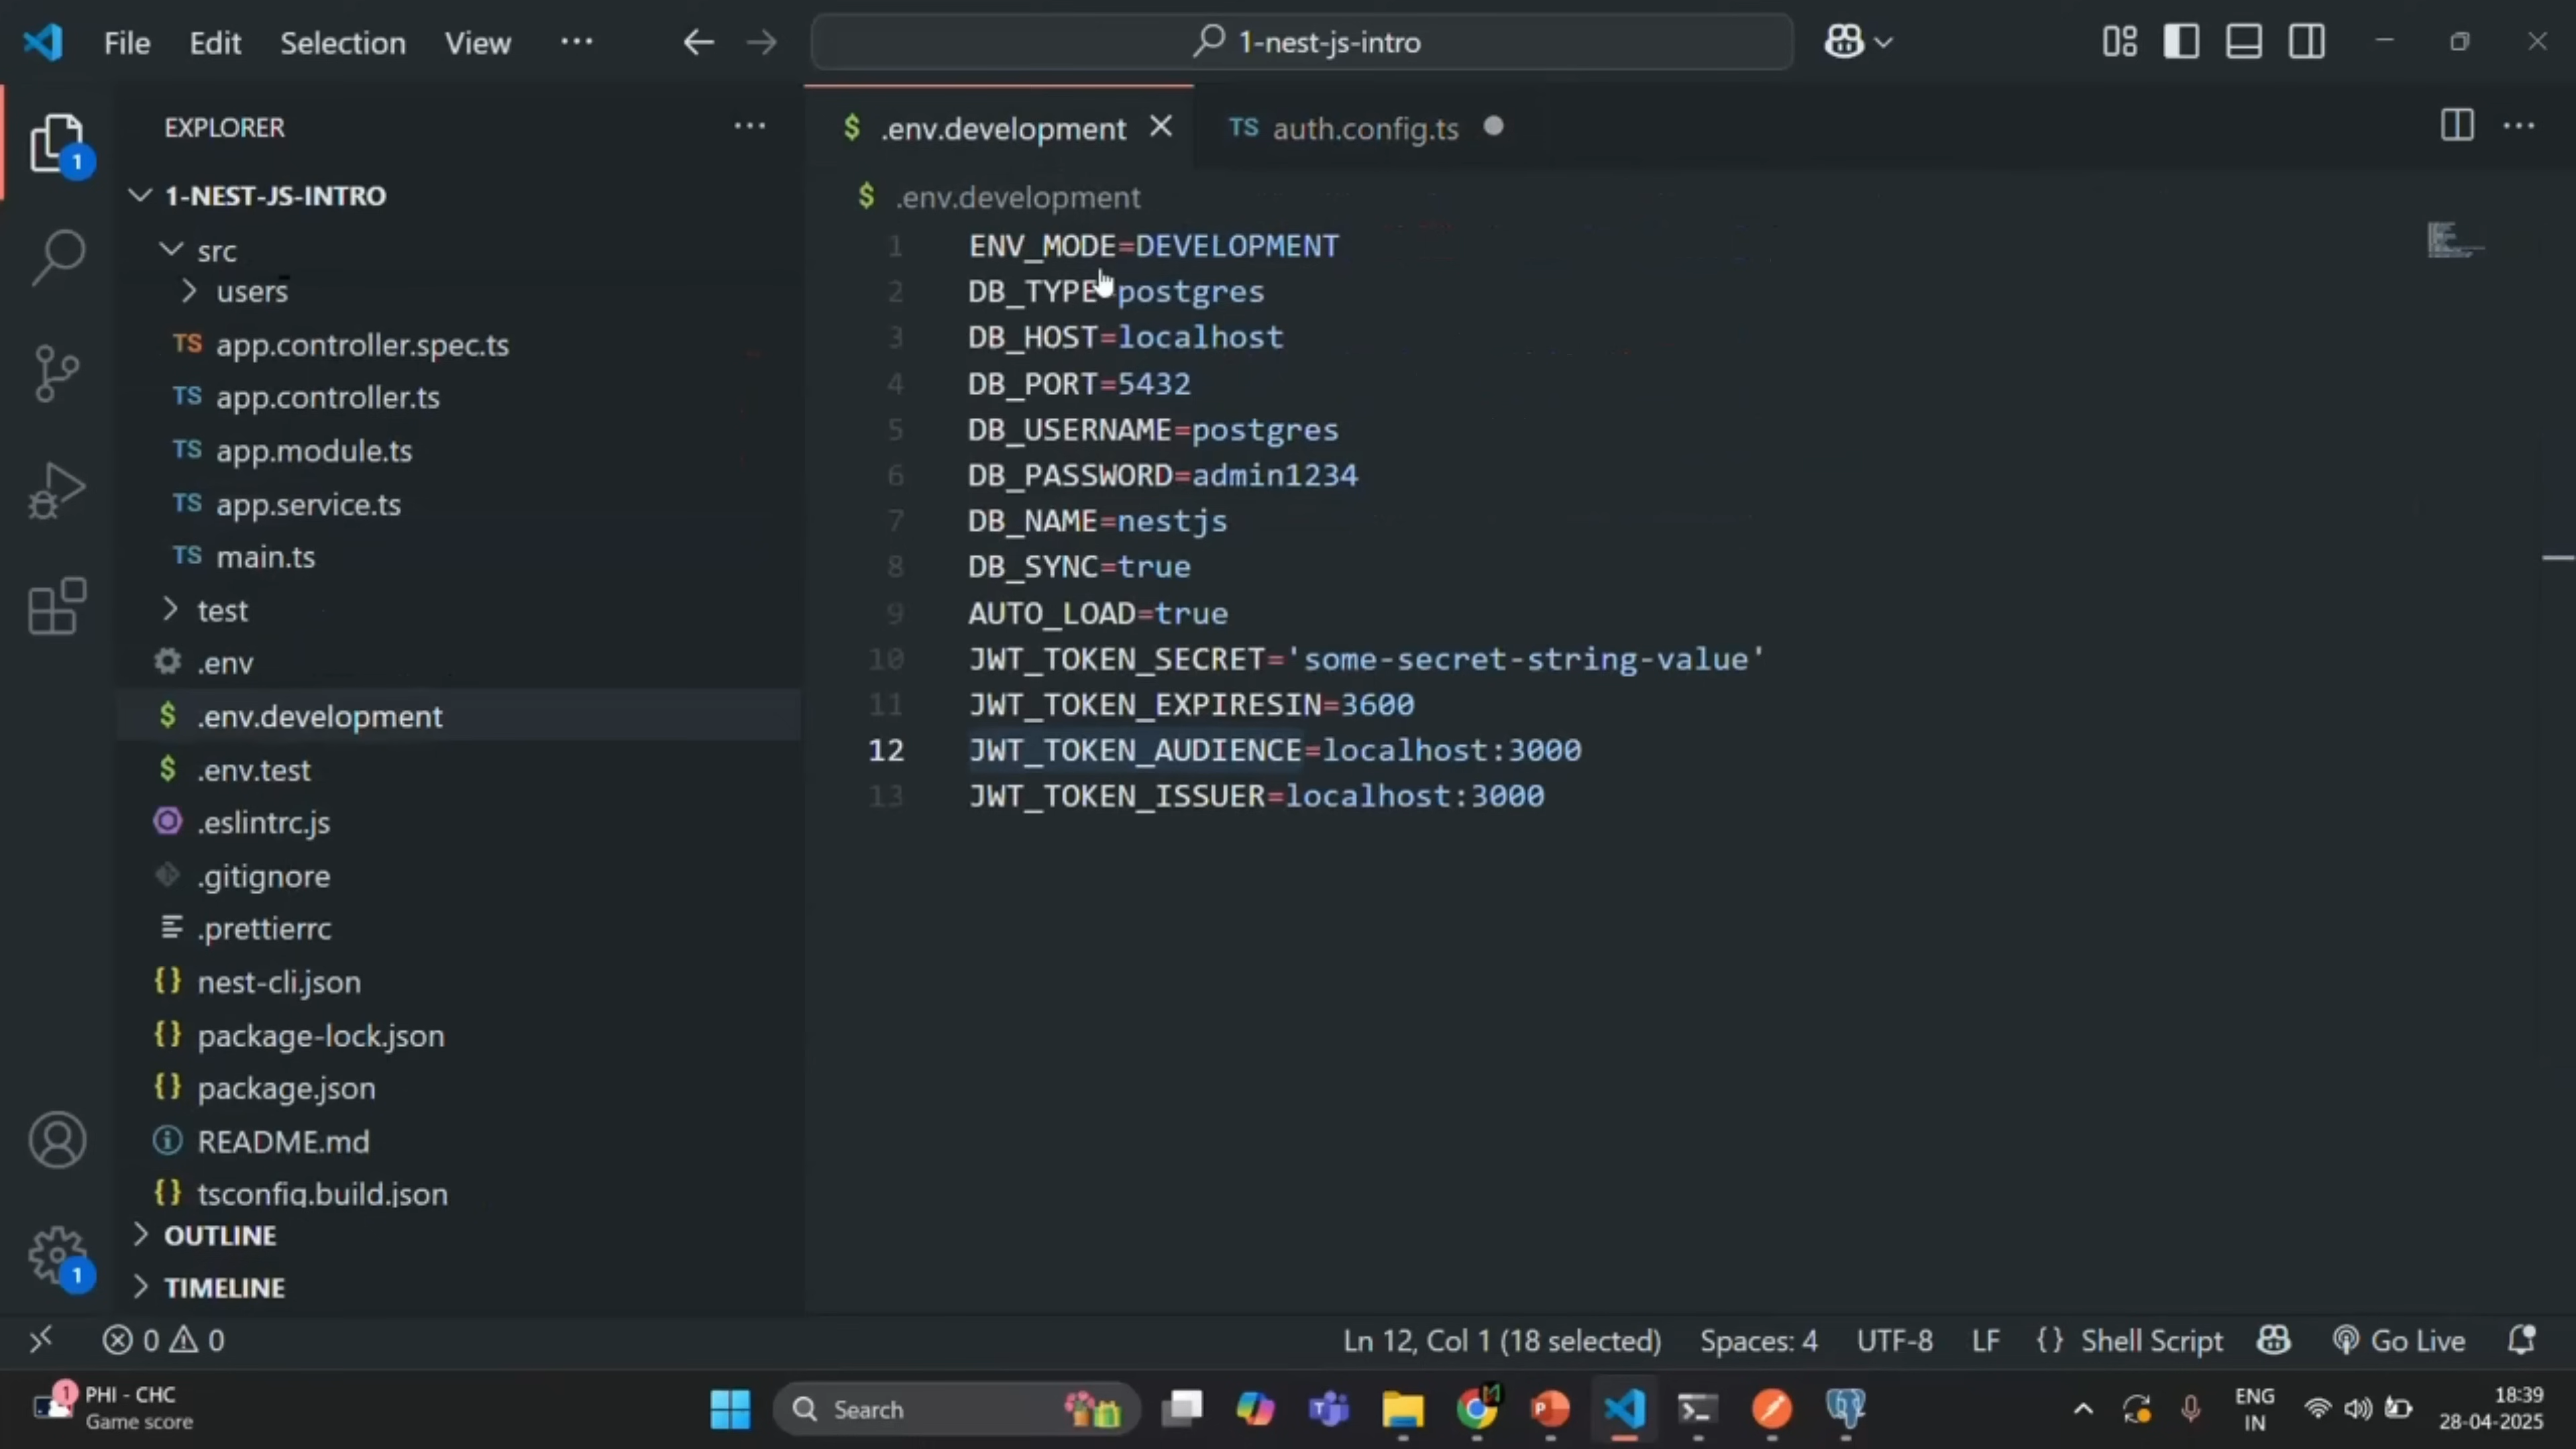 File Edit Selection View ... 1-nest-js-intro
EXPLORER ...
1
1-NEST-JS-INTRO
src
users
TS app.controller.spec.ts
TS app.controller.ts
TS app.module.ts
TS app.service.ts
TS main.ts
test
.env
$ .env.development
$ .env.test
.eslintrc.js
.gitignore
.prettierrc
{} nest-cli.json
{} package-lock.json
{} package.json
README.md
{} tsconfig.build.json
OUTLINE
TIMELINE
1
$ .env.development TS auth.config.ts
$ .env.development
1 ENV_MODE=DEVELOPMENT
2 DB_TYPE=postgres
3 DB_HOST=localhost
4 DB_PORT=5432
5 DB_USERNAME=postgres
6 DB_PASSWORD=admin1234
7 DB_NAME=nestjs
8 DB_SYNC=true
9 AUTO_LOAD=true
10 JWT_TOKEN_SECRET='some-secret-string-value'
11 JWT_TOKEN_EXPIRESIN=3600
12 JWT_TOKEN_AUDIENCE=localhost:3000
13 JWT_TOKEN_ISSUER=localhost:3000
0 0 Ln 12, Col 1 (18 selected) Spaces: 4 UTF-8 LF {} Shell Script Go Live
1 PHI - CHC
Game score
Search
ENG
IN
18:39
28-04-2025